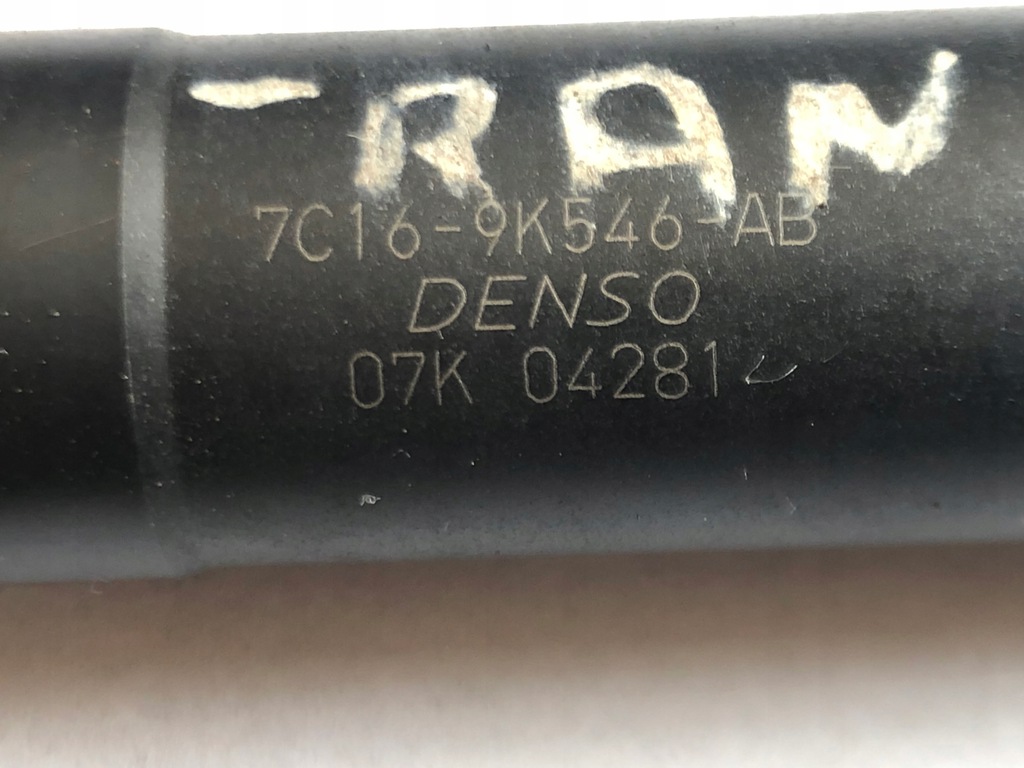 -RAN
7C16-9K546-AB
DENSO
07K 04281